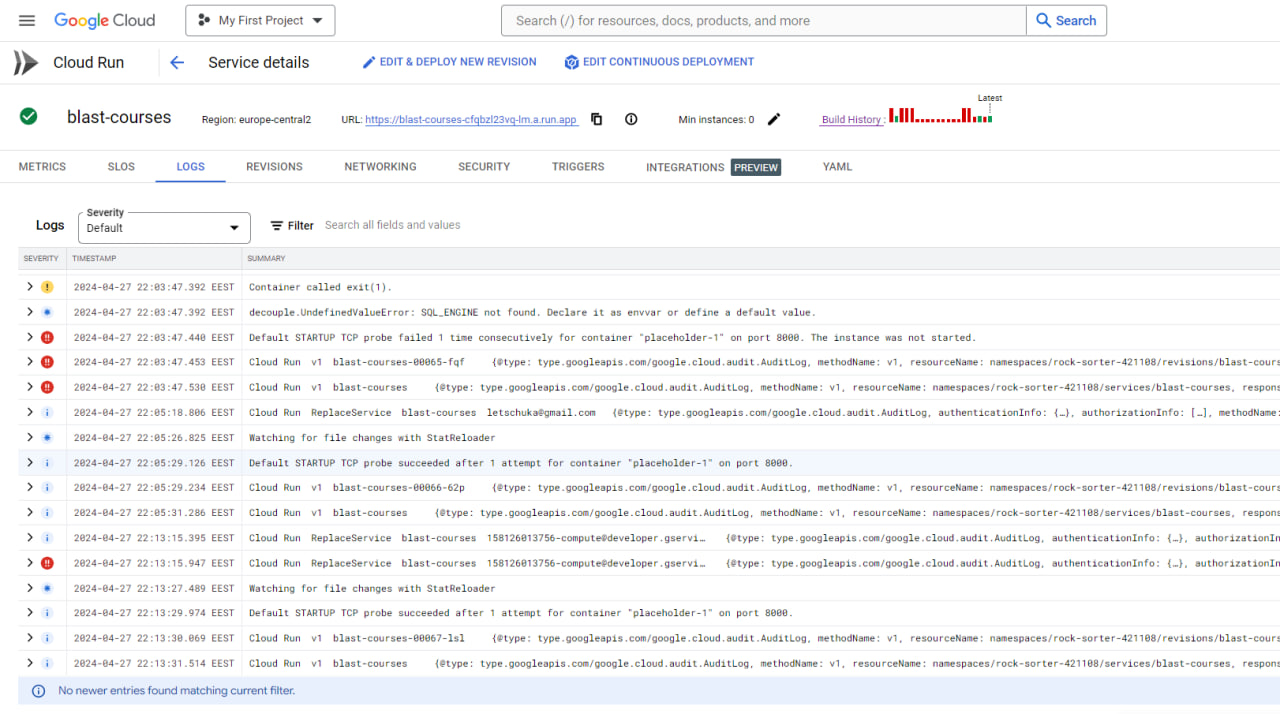 Google Cloud My First Project Search (/) for resources, docs, products, and more Search
Cloud Run Service details EDIT & DEPLOY NEW REVISION EDIT CONTINUOUS DEPLOYMENT
Latest
blast-courses Region: europe-central2 URL: https://blast-courses-cfqbzl23vq-lm.a.run.app Min instances: 0 Build History:
METRICS SLOS LOGS REVISIONS NETWORKING SECURITY TRIGGERS INTEGRATIONS PREVIEW YAML
Severity
Logs Default Filter Search all fields and values
SEVERITY TIMESTAMP SUMMARY
2024-04-27 22:03:47.392 EEST Container called exit(1).
2024-04-27 22:03:47.392 EEST decouple.UndefinedValueError: SQL_ENGINE not found. Declare it as envvar or define a default value.
2024-04-27 22:03:47.440 EEST Default STARTUP TCP probe failed 1 time consecutively for container "placeholder-1" on port 8000. The instance was not started.
2024-04-27 22:03:47.453 EEST Cloud Run v1 blast-courses-00065-fqf {@type: type.googleapis.com/google.cloud.audit.AuditLog, methodName: v1, resourceName: namespaces/rock-sorter-421108/revisions/blast-cours
2024-04-27 22:03:47.530 EEST Cloud Run v1 blast-courses {@type: type.googleapis.com/google.cloud.audit.AuditLog, methodName: v1, resourceName: namespaces/rock-sorter-421108/services/blast-courses, respons
2024-04-27 22:05:18.806 EEST Cloud Run ReplaceService blast-courses letschuka@gmail.com {@type: type.googleapis.com/google.cloud.audit.AuditLog, authenticationInfo: {…}, authorizationInfo: […], methodName:
2024-04-27 22:05:26.825 EEST Watching for file changes with StatReloader
2024-04-27 22:05:29.126 EEST Default STARTUP TCP probe succeeded after 1 attempt for container "placeholder-1" on port 8000.
2024-04-27 22:05:29.234 EEST Cloud Run v1 blast-courses-00066-62p {@type: type.googleapis.com/google.cloud.audit.AuditLog, methodName: v1, resourceName: namespaces/rock-sorter-421108/revisions/blast-cours
2024-04-27 22:05:31.286 EEST Cloud Run v1 blast-courses {@type: type.googleapis.com/google.cloud.audit.AuditLog, methodName: v1, resourceName: namespaces/rock-sorter-421108/services/blast-courses, respons
2024-04-27 22:13:15.395 EEST Cloud Run ReplaceService blast-courses 158126013756-compute@developer.gservi… {@type: type.googleapis.com/google.cloud.audit.AuditLog, authenticationInfo: {…}, authorizationI
2024-04-27 22:13:15.947 EEST Cloud Run ReplaceService blast-courses 158126013756-compute@developer.gservi… {@type: type.googleapis.com/google.cloud.audit.AuditLog, authenticationInfo: {…}, authorizationI
2024-04-27 22:13:27.489 EEST Watching for file changes with StatReloader
2024-04-27 22:13:29.974 EEST Default STARTUP TCP probe succeeded after 1 attempt for container "placeholder-1" on port 8000.
2024-04-27 22:13:30.069 EEST Cloud Run v1 blast-courses-00067-lsl {@type: type.googleapis.com/google.cloud.audit.AuditLog, methodName: v1, resourceName: namespaces/rock-sorter-421108/revisions/blast-cours
2024-04-27 22:13:31.514 EEST Cloud Run v1 blast-courses {@type: type.googleapis.com/google.cloud.audit.AuditLog, methodName: v1, resourceName: namespaces/rock-sorter-421108/services/blast-courses, respons
No newer entries found matching current filter.